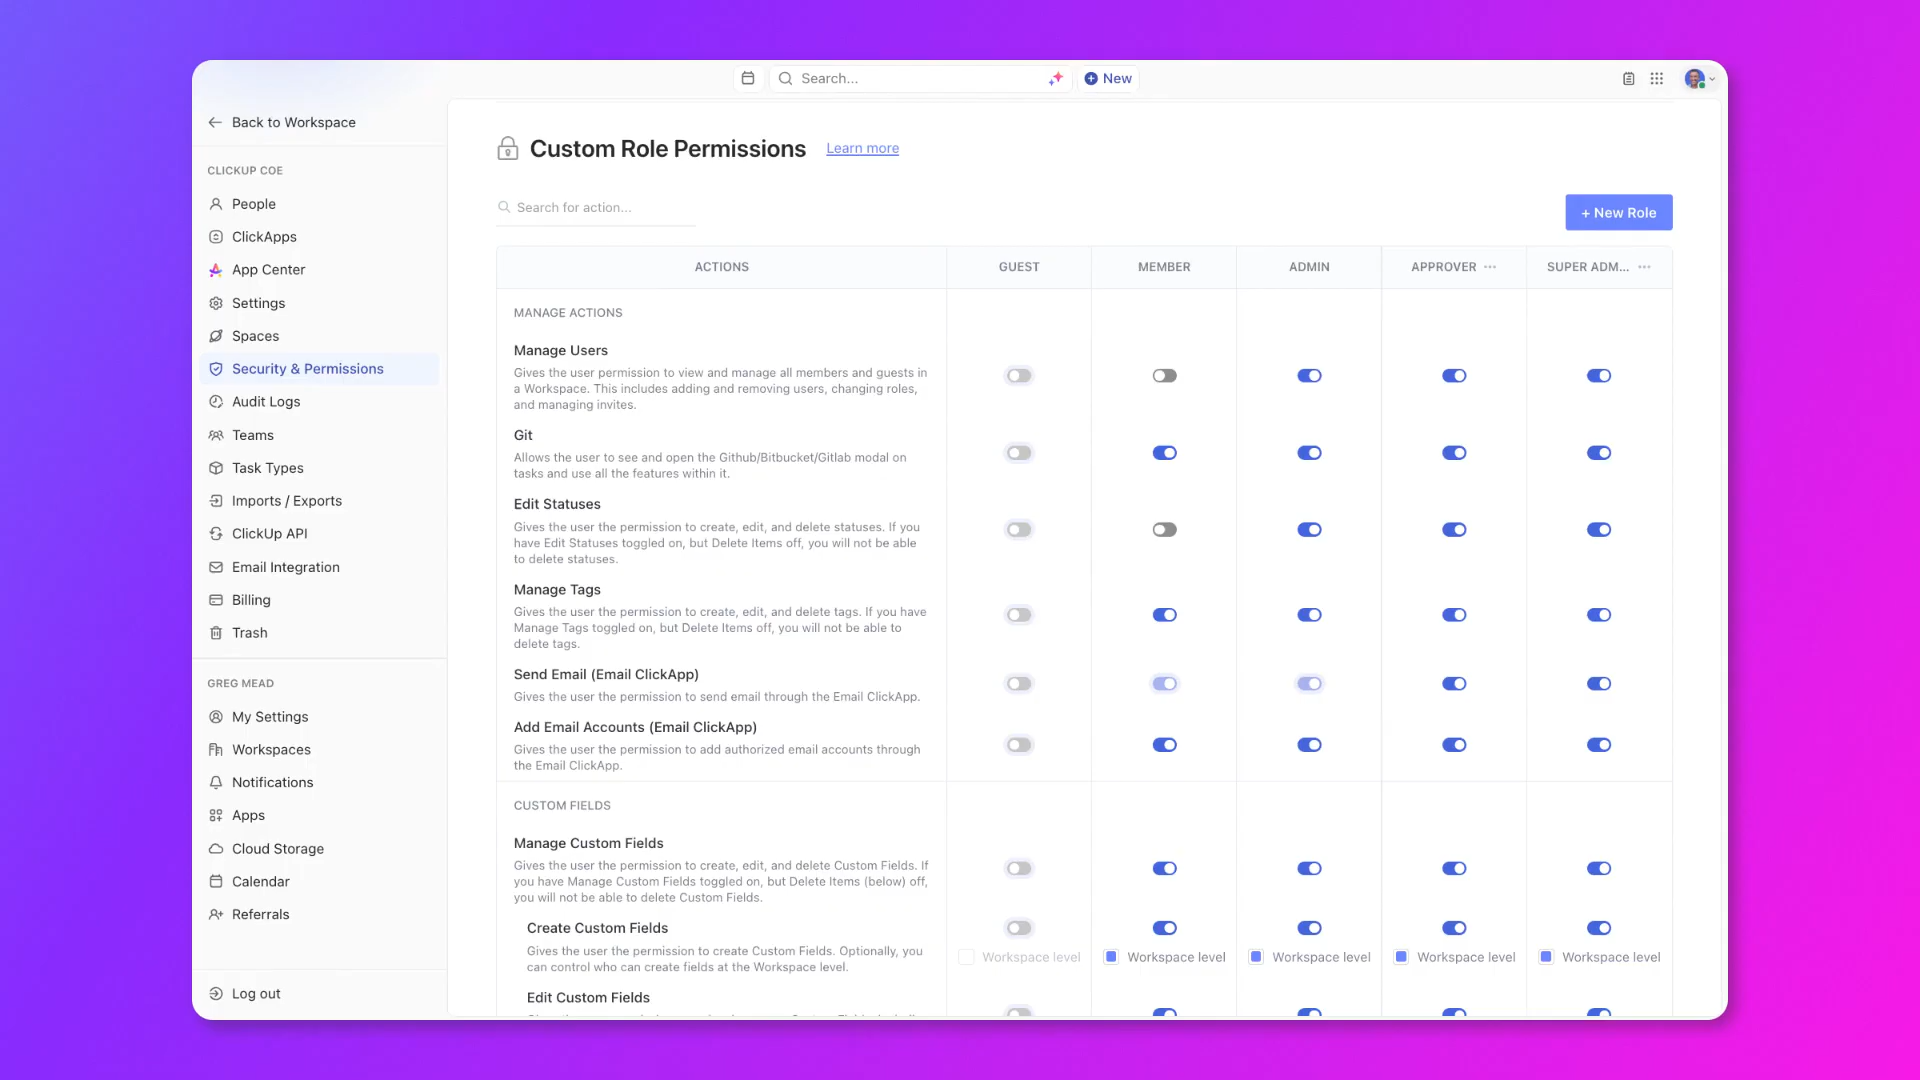 Search...
New
Back to Workspace
CLICKUP COE
People
ClickApps
App Center
Settings
Spaces
Security & Permissions
Audit Logs
Teams
Task Types
Imports / Exports
ClickUp API
Email Integration
Billing
Trash
GREG MEAD
My Settings
Workspaces
Notifications
Apps
Cloud Storage
Calendar
Referrals
Log out
Custom Role Permissions
Learn more
Search for action...
+ New Role
ACTIONS GUEST MEMBER ADMIN APPROVER ... SUPER ADM... ...
MANAGE ACTIONS
Manage Users
Gives the user permission to view and manage all members and guests in
a Workspace. This includes adding and removing users, changing roles,
and managing invites.
Git
Allows the user to see and open the Github/Bitbucket/Gitlab modal on
tasks and use all the features within it.
Edit Statuses
Gives the user the permission to create, edit, and delete statuses. If you
have Edit Statuses toggled on, but Delete Items off, you will not be able
to delete statuses.
Manage Tags
Gives the user the permission to create, edit, and delete tags. If you have
Manage Tags toggled on, but Delete Items off, you will not be able to
delete tags.
Send Email (Email ClickApp)
Gives the user the permission to send email through the Email ClickApp.
Add Email Accounts (Email ClickApp)
Gives the user the permission to add authorized email accounts through
the Email ClickApp.
CUSTOM FIELDS
Manage Custom Fields
Gives the user the permission to create, edit, and delete Custom Fields. If
you have Manage Custom Fields toggled on, but Delete Items (below) off,
you will not be able to delete Custom Fields.
Create Custom Fields
Gives the user the permission to create Custom Fields. Optionally, you
can control who can create fields at the Workspace level.
Workspace level Workspace level Workspace level Workspace level Workspace level
Edit Custom Fields